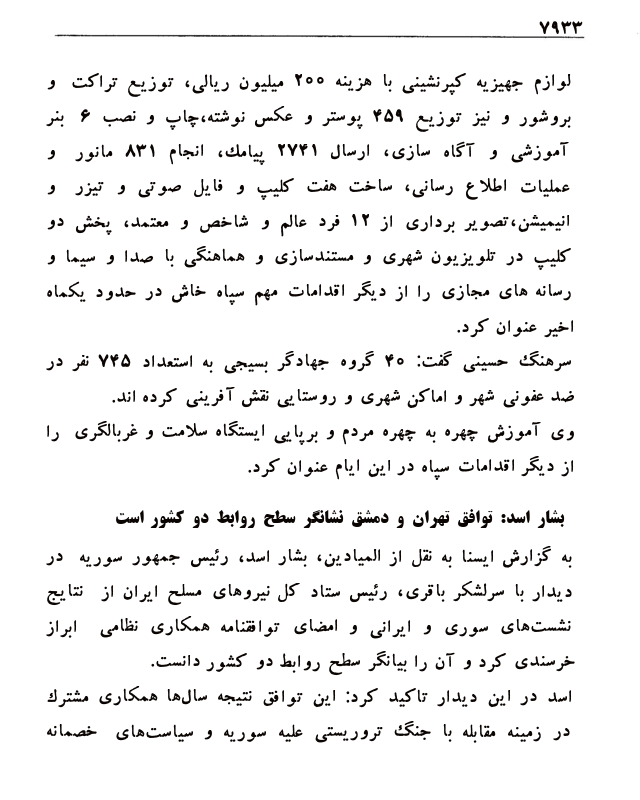 ۷۹۳۳
لوازم جهیزیه کپرنشینی با هزینه ۲۰۰ میلیون ریالی، توزیع تراکت و
بروشور و نیز توزیع ۴۵۹ پوستر و عکس نوشته،چاپ و نصب ۶ بنر
آموزشی و آگاه سازی، ارسال ۲۷۴۱ پیامك، انجام ۸۳۱ مانور و
عملیات اطلاع رسانی، ساخت هفت کلیپ و فایل صوتی و تیزر و
انیمیشن،تصویر برداری از ۱۲ فرد عالم و شاخص و معتمد، پخش دو
کلیپ در تلویزیون شهری و مستندسازی و هماهنگی با صدا و سیما و
رسانه های مجازی را از دیگر اقدامات مهم سپاه خاش در حدود یکماه
اخیر عنوان کرد.
سرهنگ حسینی گفت: ۴۰ گروه جهادگر بسیجی به استعداد ۷۴۵ نفر در
ضد عفونی شهر و اماکن شهری و روستایی نقش آفرینی کرده اند.
وی آموزش چهره به چهره مردم و برپایی ایستگاه سلامت و غربالگری را
از دیگر اقدامات سپاه در این ایام عنوان کرد.
بشار اسد: توافق تهران و دمشق نشانگر سطح روابط دو کشور است
به گزارش ایسنا به نقل از المیادین، بشار اسد، رئیس جمهور سوریه در
دیدار با سرلشکر باقری، رئیس ستاد کل نیروهای مسلح ایران از نتایج
نشست‌های سوری و ایرانی و امضای توافقنامه همکاری نظامی ابراز
خرسندی کرد و آن را بیانگر سطح روابط دو کشور دانست.
اسد در این دیدار تاکید کرد: این توافق نتیجه سال‌ها همکاری مشترك
در زمینه مقابله با جنگ تروریستی علیه سوریه و سیاست‌های خصمانه